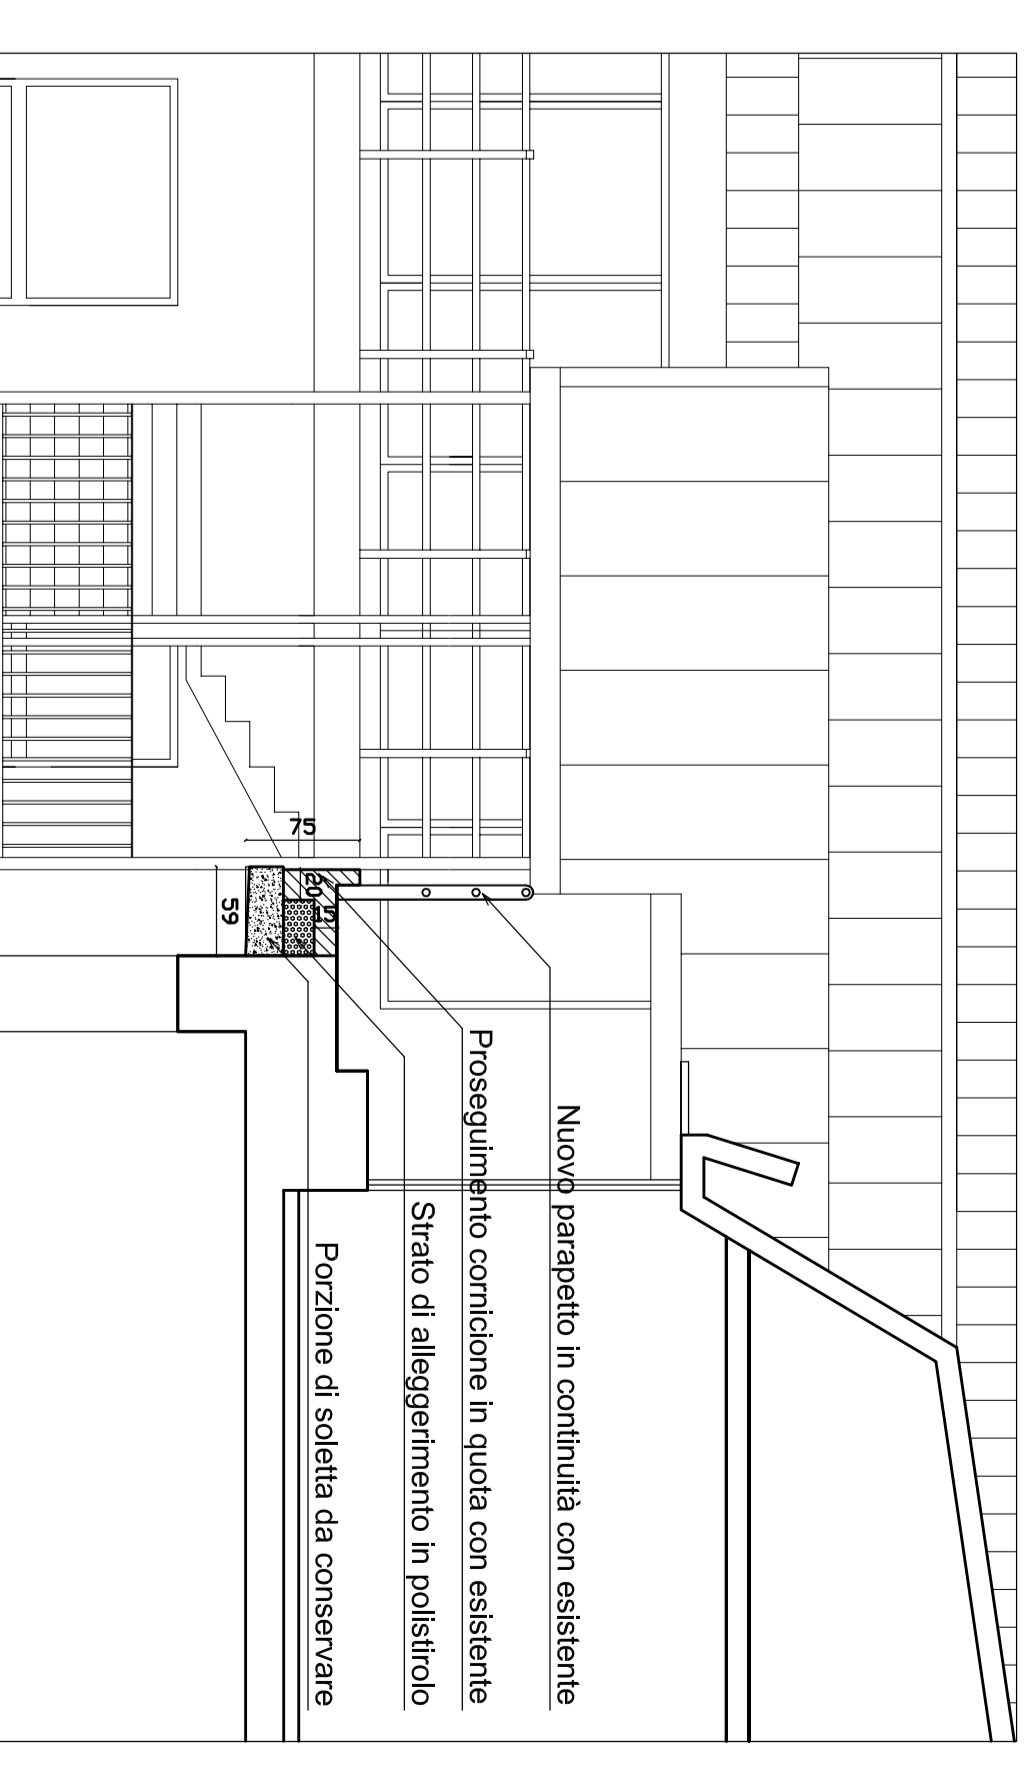 Nuovo parapetto in continuità con esistente
Proseguimento cornicione in quota con esistente
Strato di alleggerimento in polistirolo
Porzione di soletta da conservare
75
20
15
59